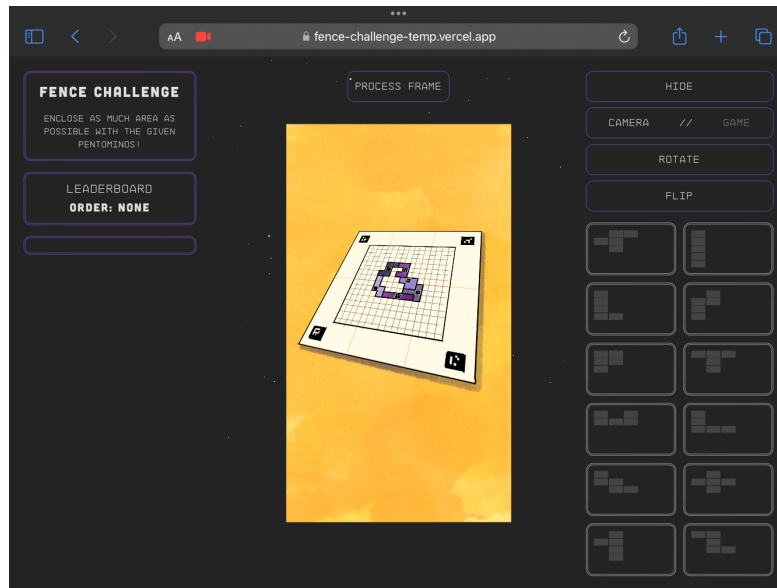 AA
fence-challenge-temp.vercel.app
FENCE CHALLENGE
ENCLOSE AS MUCH AREA AS
POSSIBLE WITH THE GIVEN
PENTOMINOS!
LEADERBOARD
ORDER: NONE
PROCESS FRAME
HIDE
CAMERA // GAME
ROTATE
FLIP